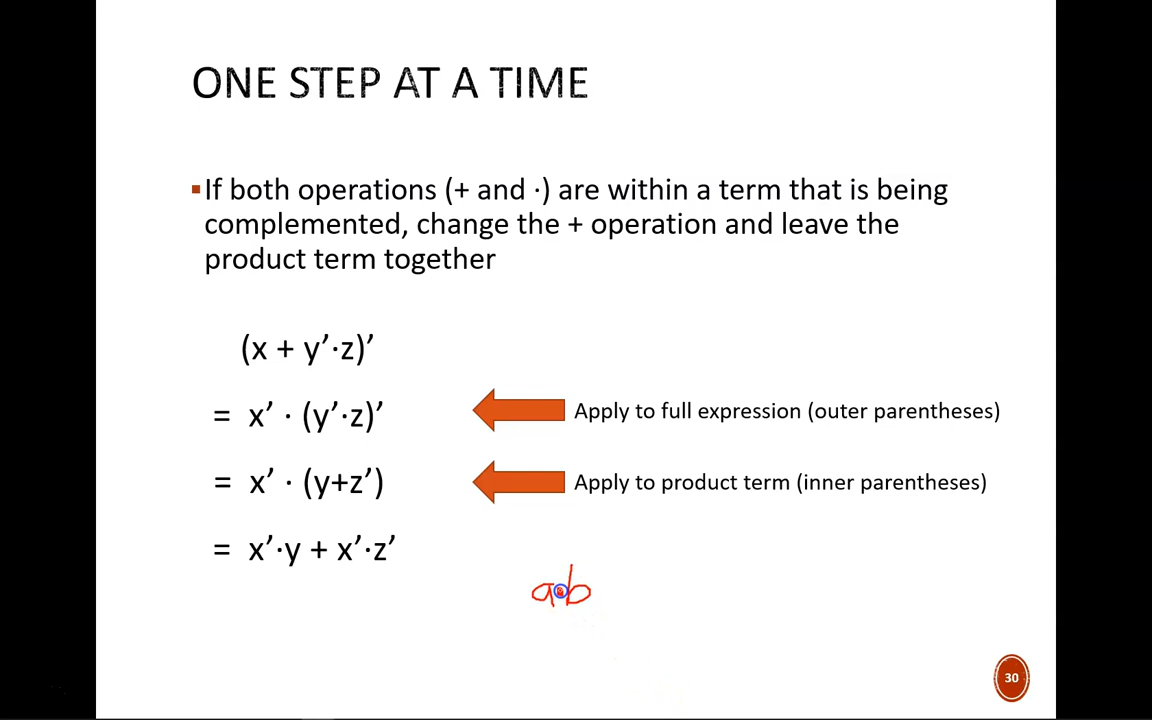 ONE STEP AT A TIME
▪If both operations (+ and ·) are within a term that is being
complemented, change the + operation and leave the
product term together
(x + y’·z)’
= x’ · (y’·z)’
Apply to full expression (outer parentheses)
= x’ · (y+z’)
Apply to product term (inner parentheses)
= x’·y + x’·z’
a·b
30